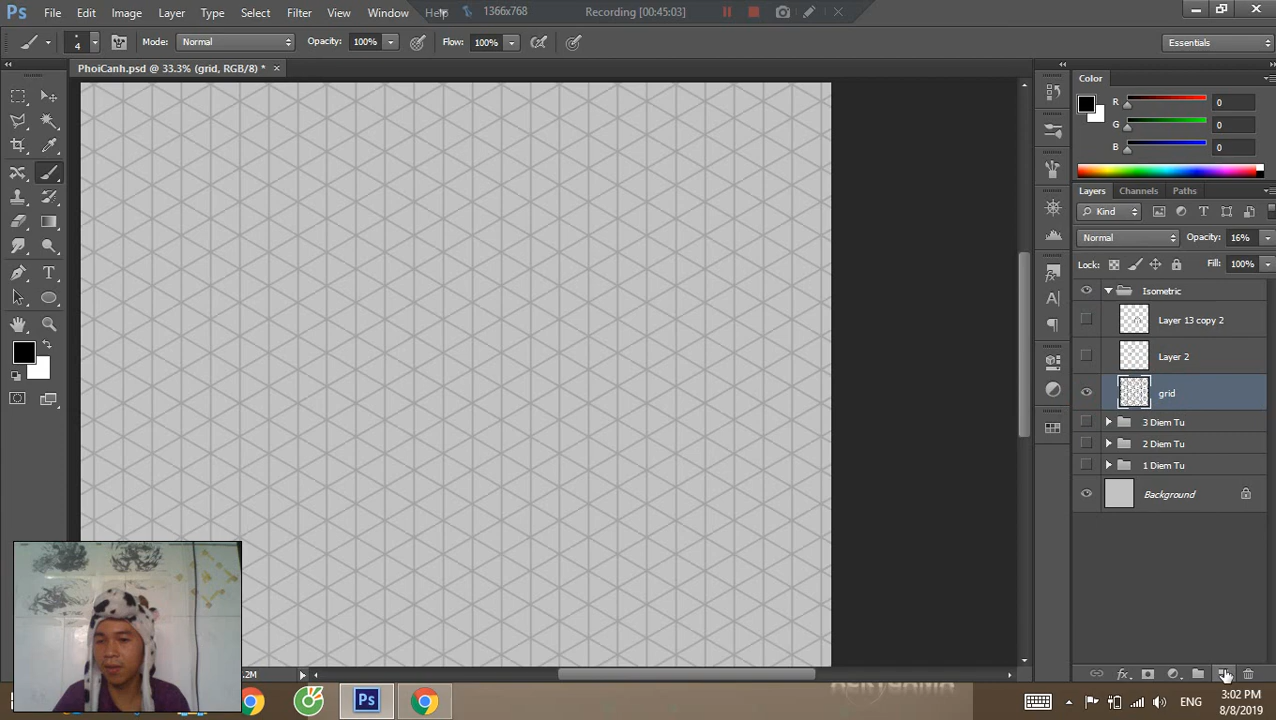 Ps File Edit Image Layer Type Select Filter View Window Help 1366x768 Recording [00:45:03]
4 Mode: Normal Opacity: 100% Flow: 100% Essentials
PhoiCanh.psd @ 33.3% (grid, RGB/8) * ×
Color
R 0
G 0
B 0
Layers Channels Paths
Kind
Normal Opacity: 16%
Lock: Fill: 100%
Isometric
Layer 13 copy 2
Layer 2
grid
3 Diem Tu
2 Diem Tu
1 Diem Tu
Background
Ps ENG 3:02 PM
8/8/2019